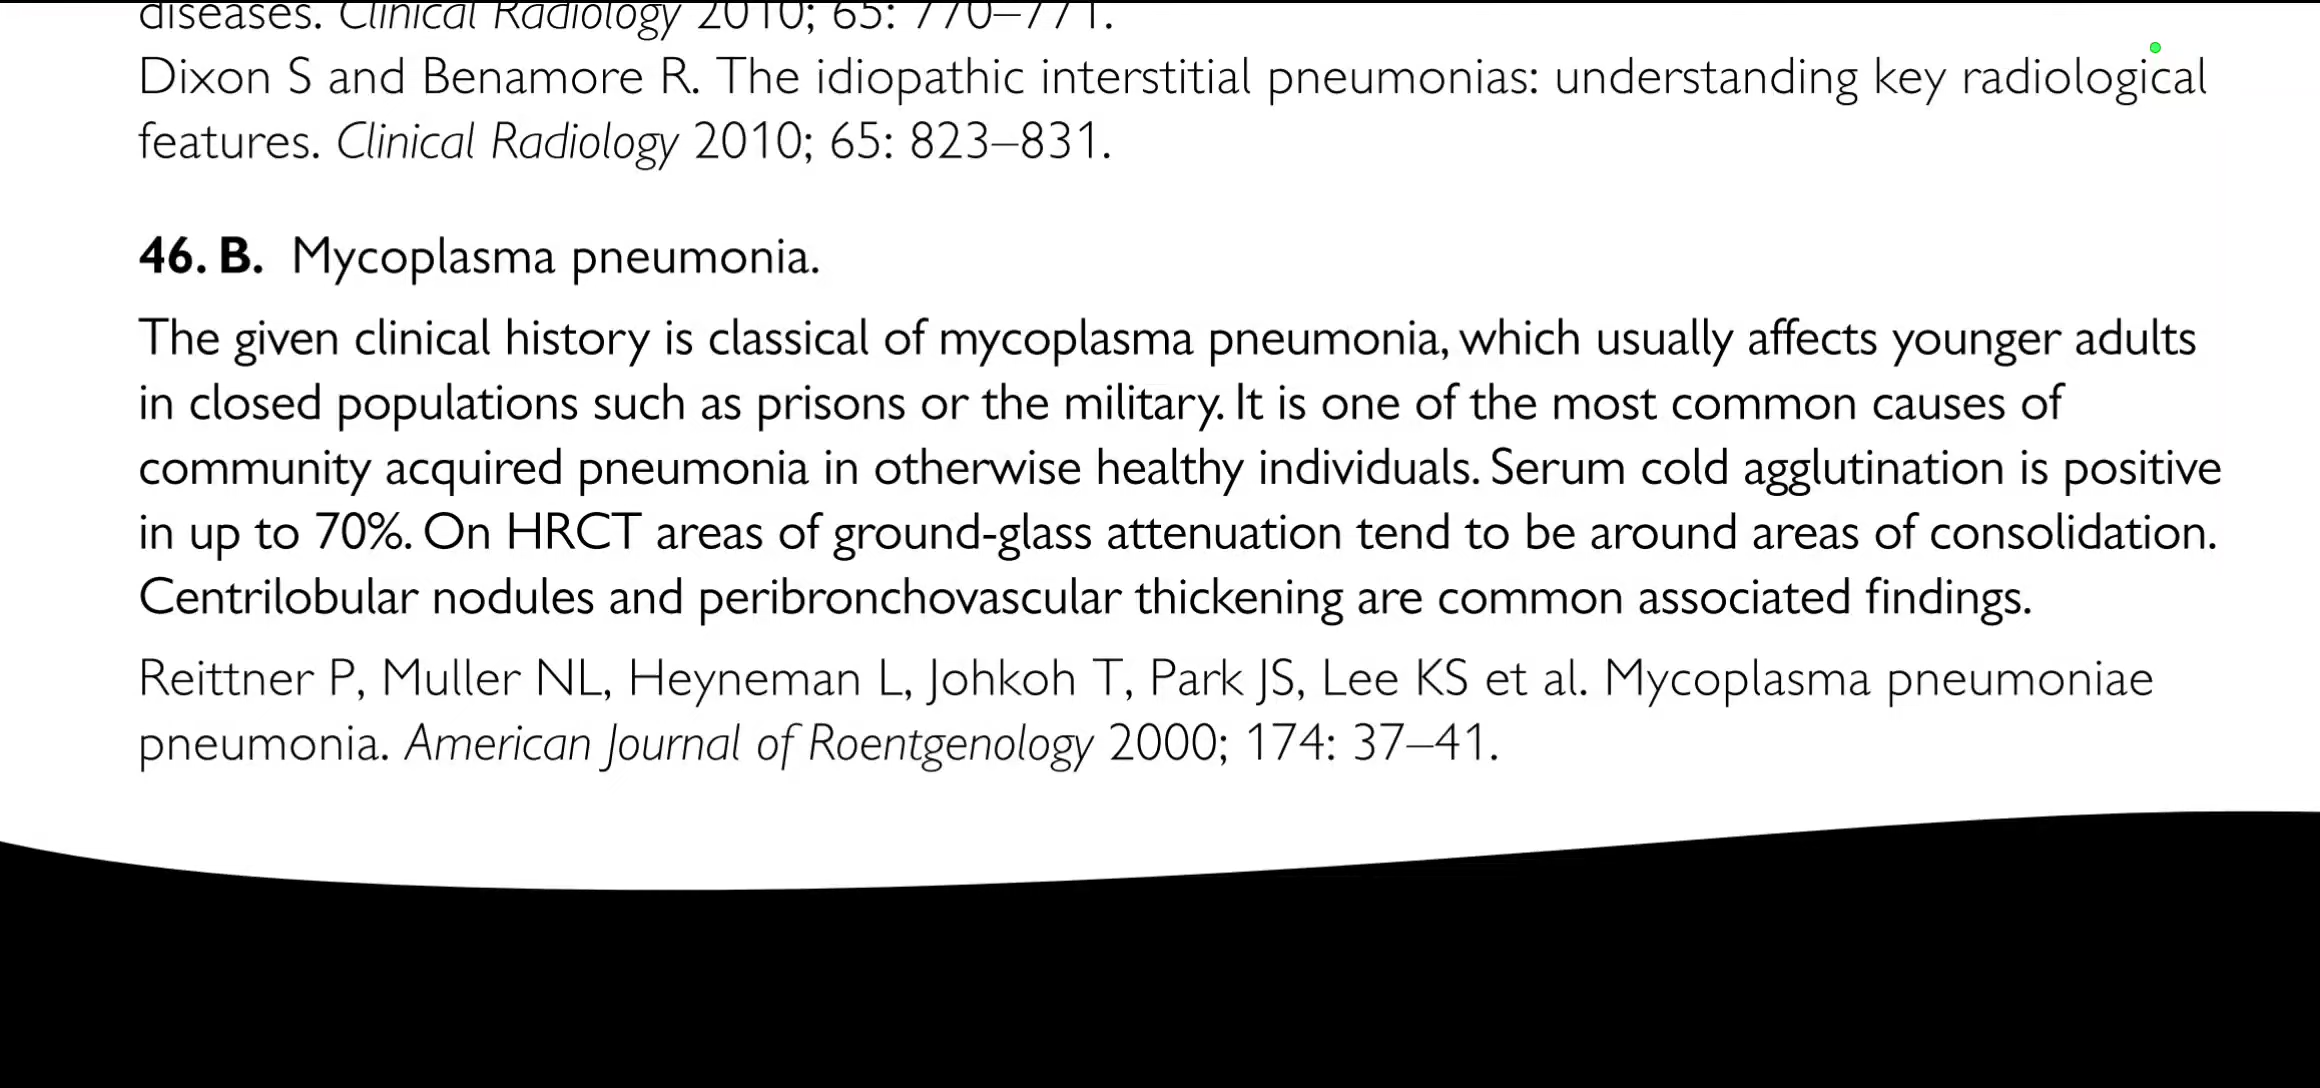 diseases. Clinical Radiology 2010; 65: 770–771.
Dixon S and Benamore R. The idiopathic interstitial pneumonias: understanding key radiological
features. Clinical Radiology 2010; 65: 823–831.
46. B. Mycoplasma pneumonia.
The given clinical history is classical of mycoplasma pneumonia, which usually affects younger adults
in closed populations such as prisons or the military. It is one of the most common causes of
community acquired pneumonia in otherwise healthy individuals. Serum cold agglutination is positive
in up to 70%. On HRCT areas of ground-glass attenuation tend to be around areas of consolidation.
Centrilobular nodules and peribronchovascular thickening are common associated findings.
Reittner P, Muller NL, Heyneman L, Johkoh T, Park JS, Lee KS et al. Mycoplasma pneumoniae
pneumonia. American Journal of Roentgenology 2000; 174: 37–41.